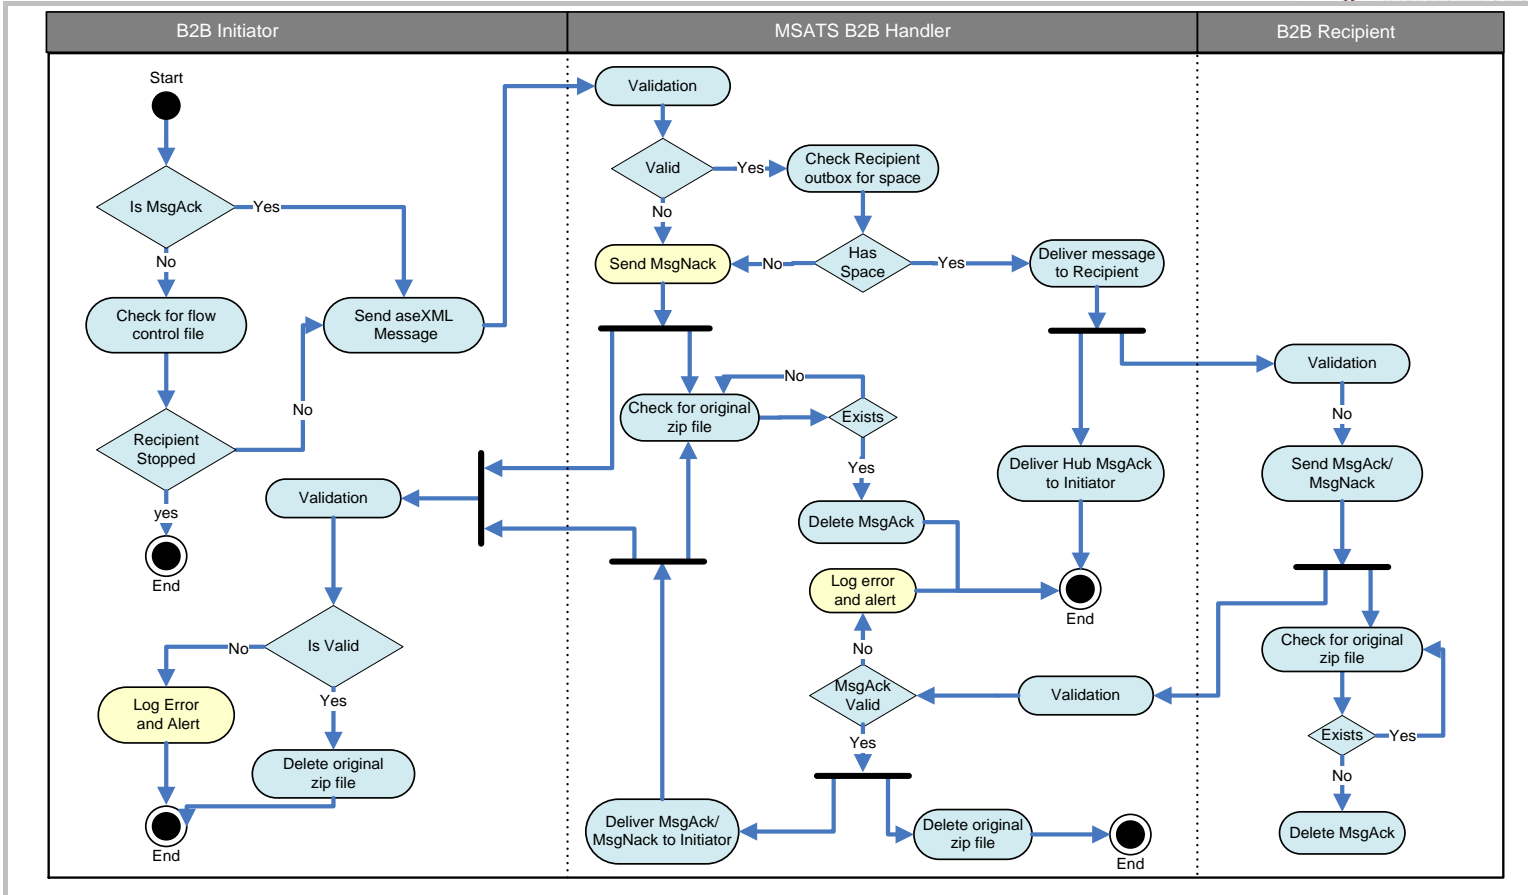 B2B Initiator
MSATS B2B Handler
B2B Recipient
Start
Is MsgAck
Yes
No
Check for flow
control file
Send aseXML
Message
No
Recipient
Stopped
yes
End
Validation
Is Valid
No
Yes
Log Error
and Alert
Delete original
zip file
End
Validation
Valid
Yes
Check Recipient
outbox for space
No
Send MsgNack
No
Has
Space
Yes
Deliver message
to Recipient
No
Check for original
zip file
Exists
Yes
Delete MsgAck
Deliver Hub MsgAck
to Initiator
Log error
and alert
End
No
MsgAck
Valid
Validation
Yes
Deliver MsgAck/
MsgNack to Initiator
Delete original
zip file
End
Validation
No
Send MsgAck/
MsgNack
Check for original
zip file
Exists
Yes
No
Delete MsgAck